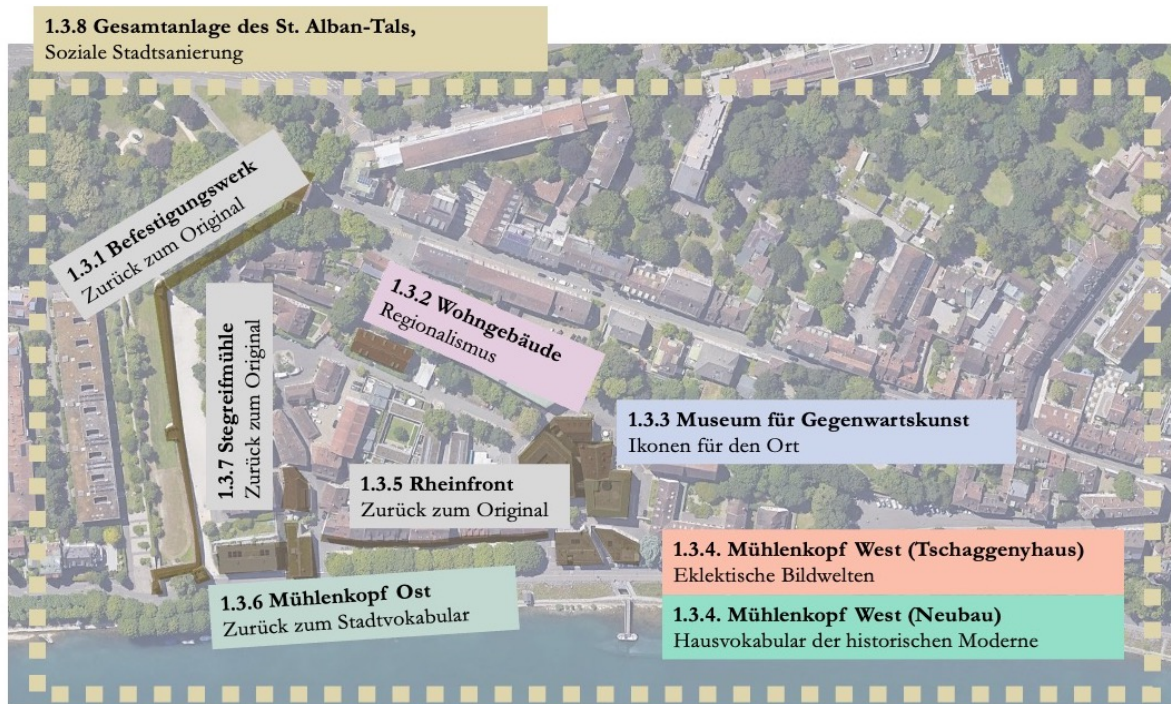 1.3.8 Gesamtanlage des St. Alban-Tals,
Soziale Stadtsanierung
1.3.1 Befestigungswerk
Zurück zum Original
1.3.2 Wohngebäude
Regionalismus
1.3.7 Stegreifmühle
Zurück zum Original
1.3.3 Museum für Gegenwartskunst
Ikonen für den Ort
1.3.5 Rheinfront
Zurück zum Original
1.3.4. Mühlenkopf West (Tschaggenyhaus)
Eklektische Bildwelten
1.3.6 Mühlenkopf Ost
Zurück zum Stadtvokabular
1.3.4. Mühlenkopf West (Neubau)
Hausvokabular der historischen Moderne